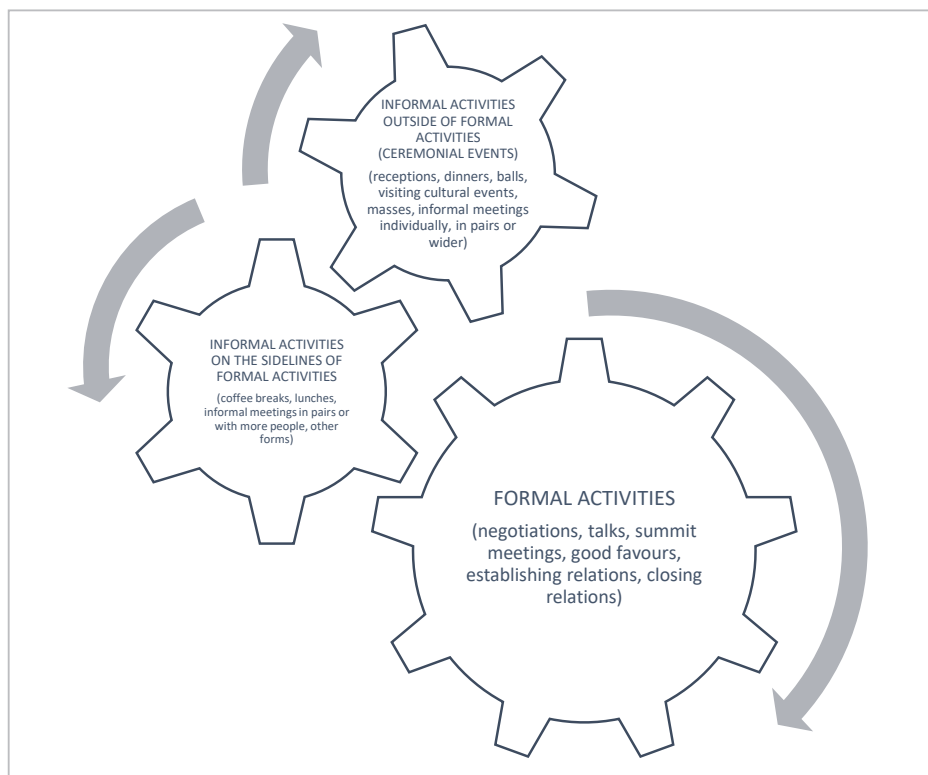 INFORMAL ACTIVITIES
OUTSIDE OF FORMAL
ACTIVITIES
(CEREMONIAL EVENTS)
(receptions, dinners, balls,
visiting cultural events,
masses, informal meetings
individually, in pairs or
wider)
INFORMAL ACTIVITIES
ON THE SIDELINES OF
FORMAL ACTIVITIES
(coffee breaks, lunches,
informal meetings in pairs or
with more people, other
forms)
FORMAL ACTIVITIES
(negotiations, talks, summit
meetings, good favours,
establishing relations, closing
relations)